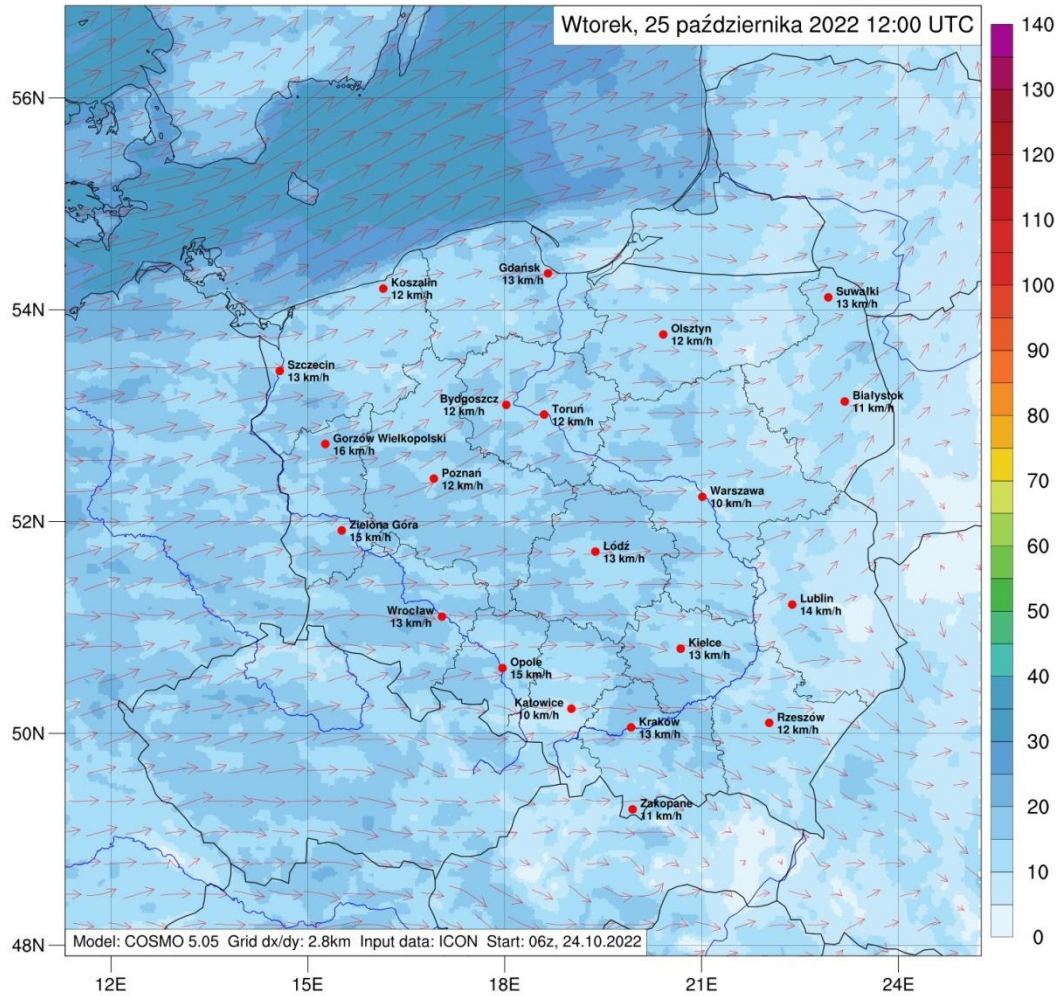 Wtorek, 25 października 2022 12:00 UTC
140
130
120
110
100
90
80
70
60
50
40
30
20
10
0
56N
54N
52N
50N
48N
Koszalin
12 km/h
Gdańsk
13 km/h
Suwałki
13 km/h
Olsztyn
12 km/h
Szczecin
13 km/h
Bydgoszcz
12 km/h
Toruń
12 km/h
Białystok
11 km/h
Gorzów Wielkopolski
16 km/h
Poznań
12 km/h
Warszawa
10 km/h
Zielona Góra
15 km/h
Łódź
13 km/h
Wrocław
13 km/h
Lublin
14 km/h
Kielce
13 km/h
Opole
15 km/h
Katowice
10 km/h
Kraków
13 km/h
Rzeszów
12 km/h
Zakopane
11 km/h
Model: COSMO 5.05 Grid dx/dy: 2.8km Input data: ICON Start: 06z, 24.10.2022
12E
15E
18E
21E
24E